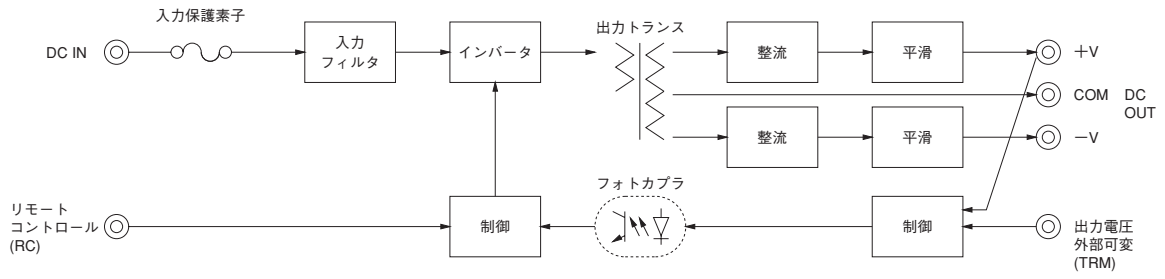 入力保護素子
DC IN
入力
フィルタ
インバータ
出力トランス
整流
平滑
+V
COM DC
OUT
整流
平滑
−V
リモート
コントロール
(RC)
制御
フォトカプラ
制御
出力電圧
外部可変
(TRM)